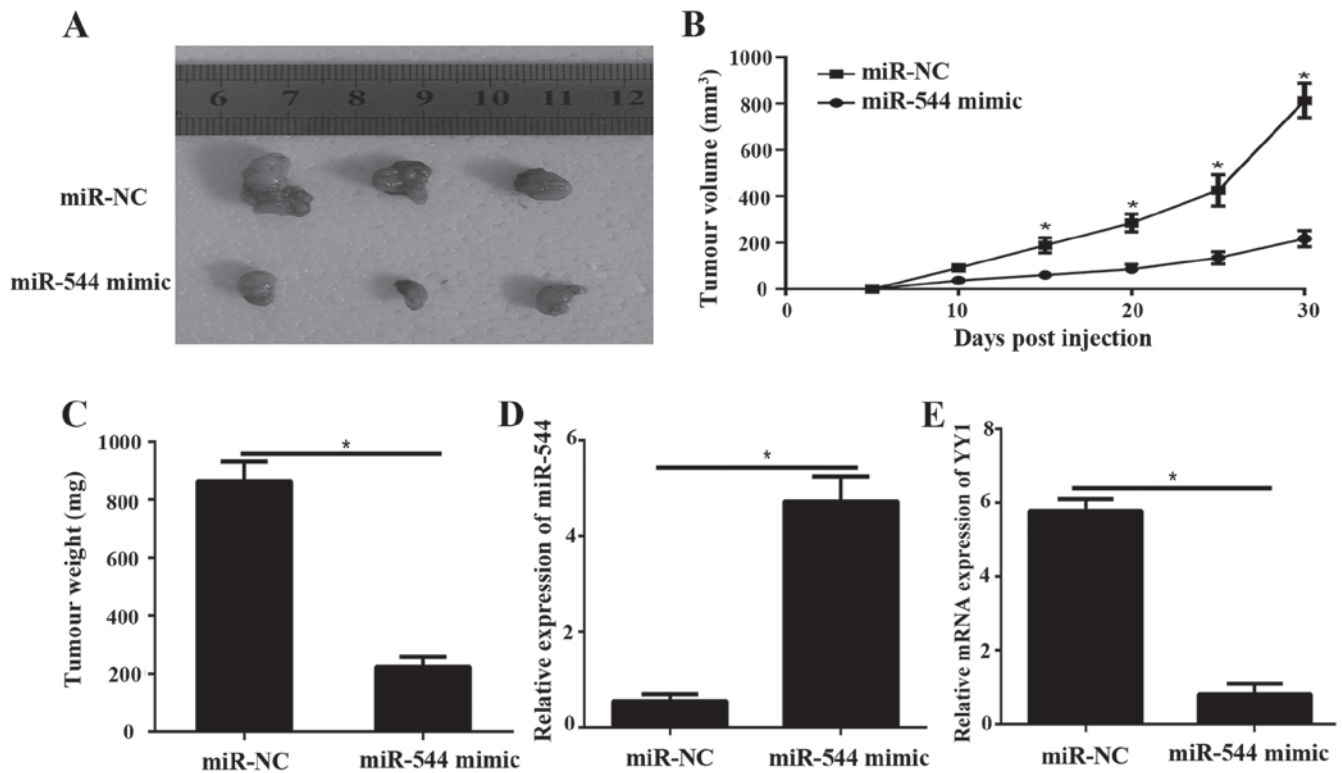 A
6 7 8 9 10 11 12
miR-NC
miR-544 mimic
B
1000
800
600
400
200
0
Tumour volume (mm³)
miR-NC
miR-544 mimic
*
*
*
*
0 10 20 30
Days post injection
C
1000
800
600
400
200
0
Tumour weight (mg)
*
miR-NC miR-544 mimic
D
6
4
2
0
Relative expression of miR-544
*
miR-NC miR-544 mimic
E
8
6
4
2
0
Relative mRNA expression of YY1
*
miR-NC miR-544 mimic